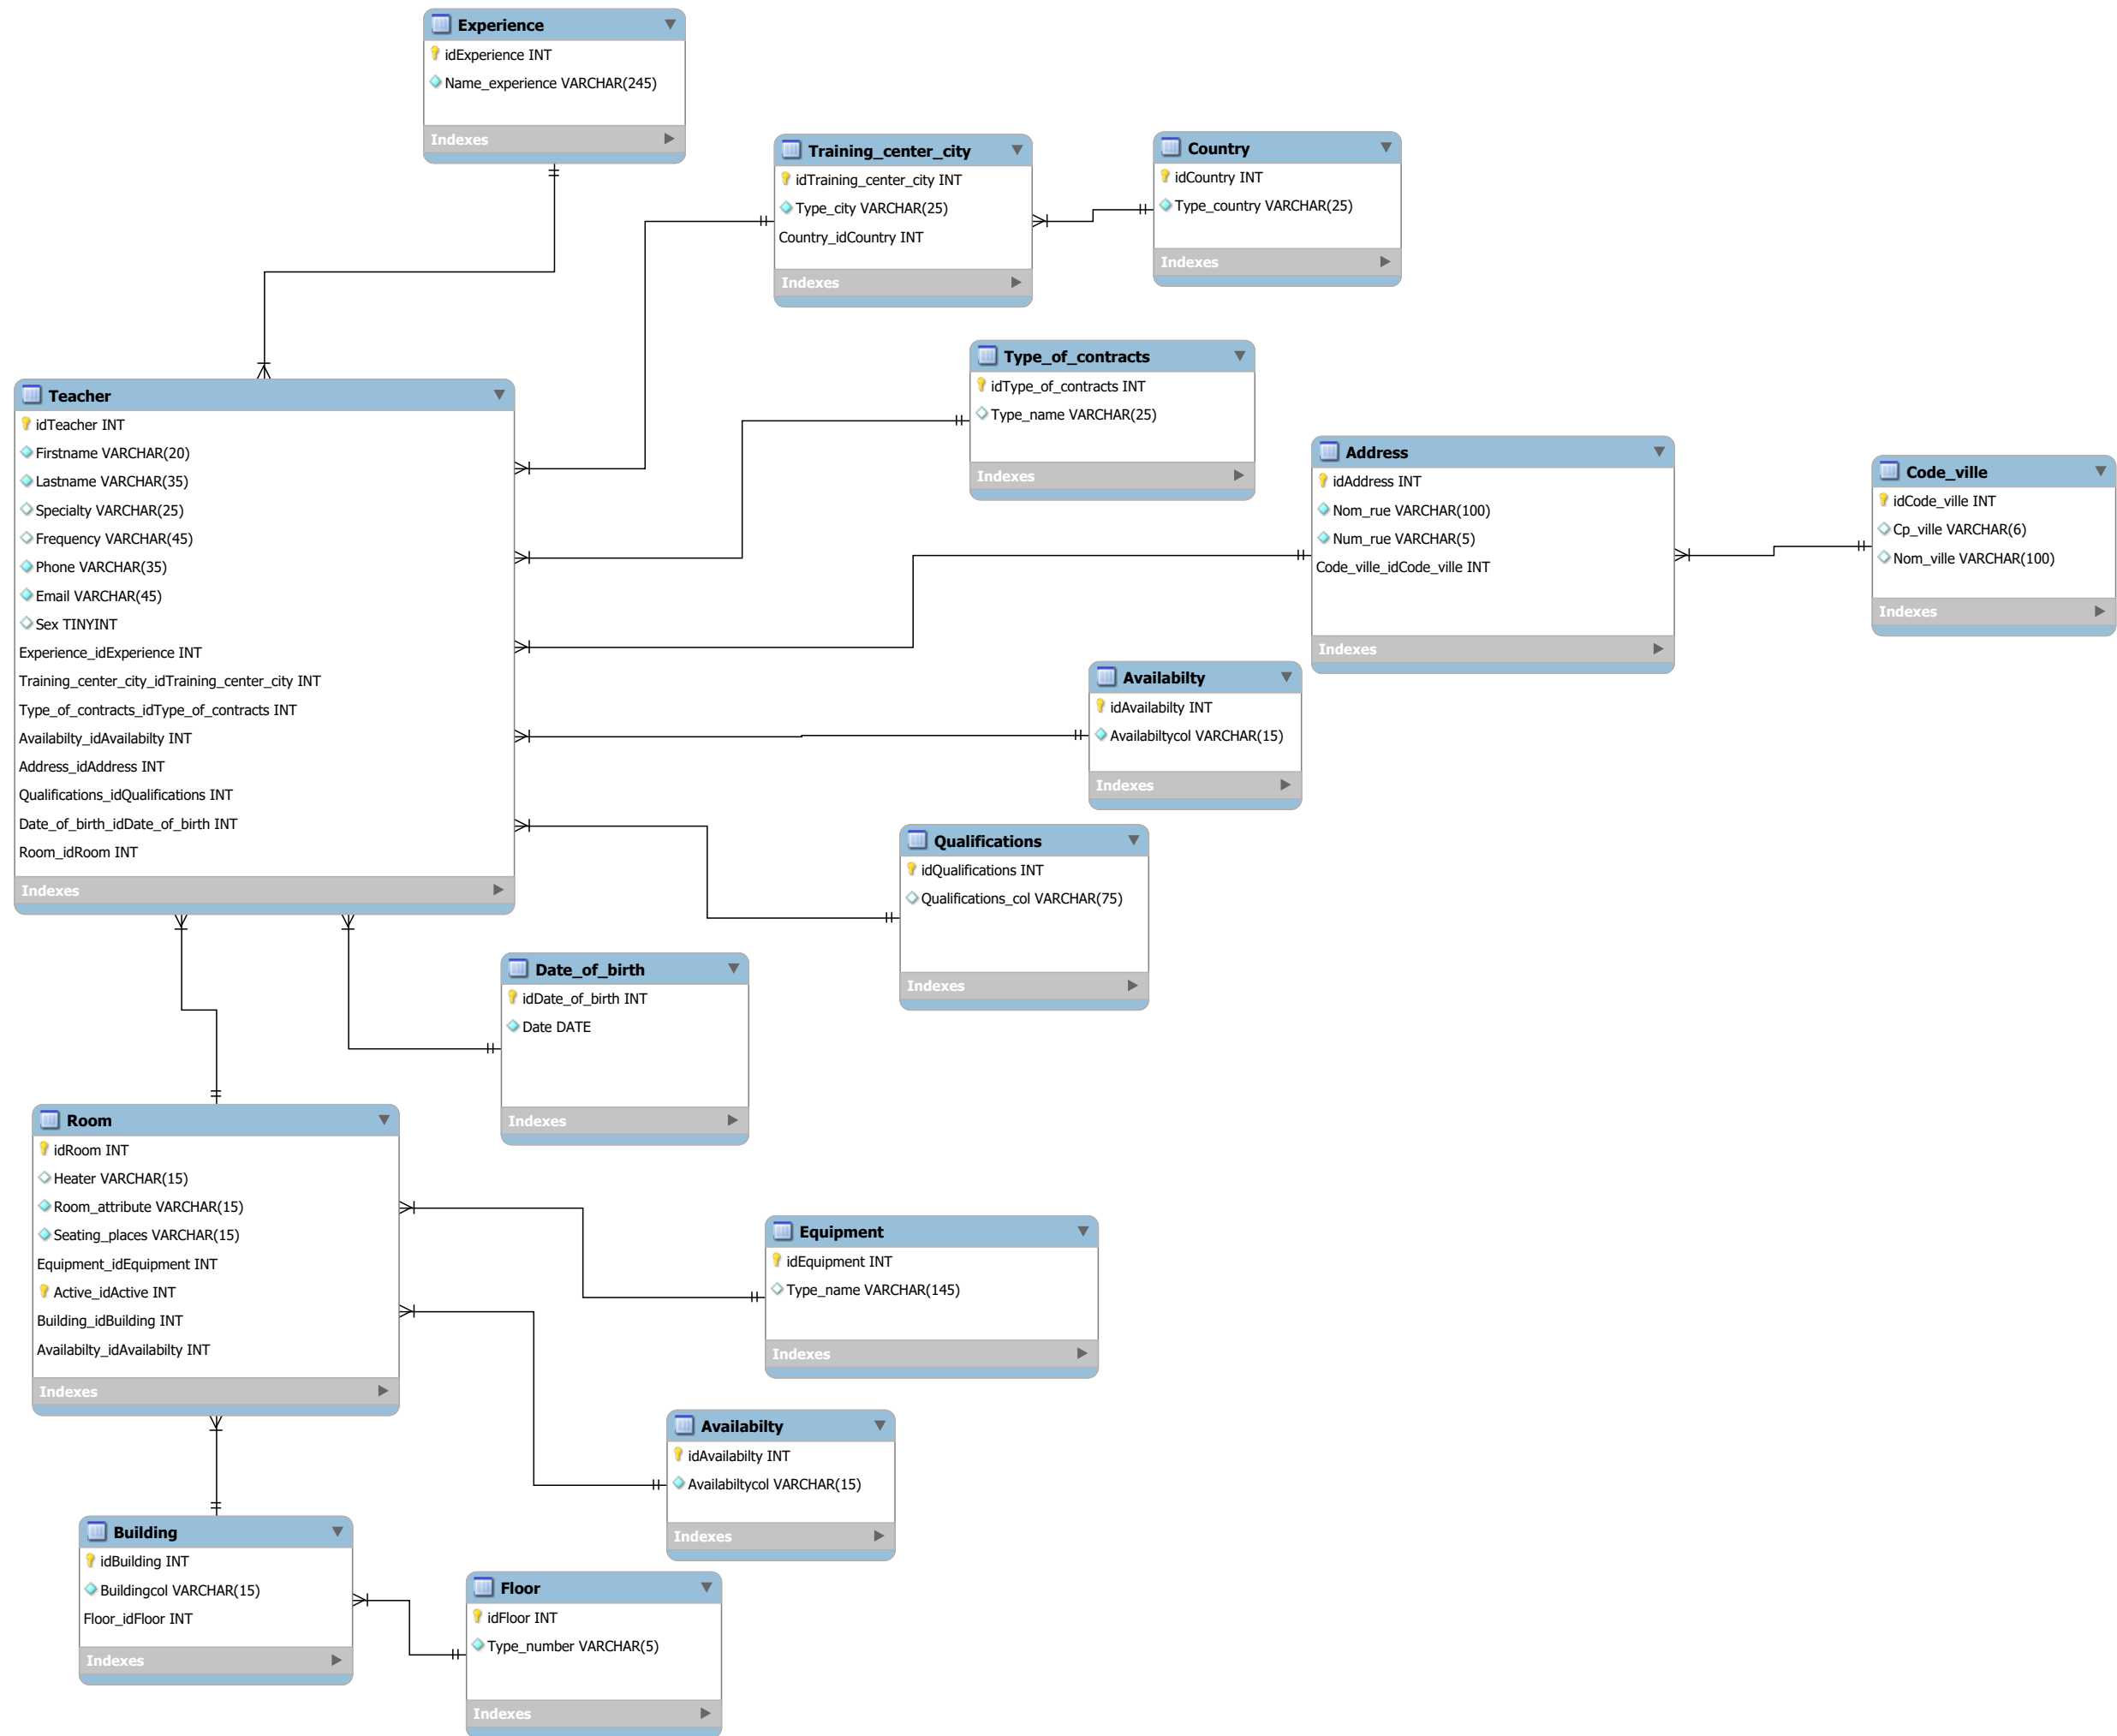 Experience
idExperience INT
Name_experience VARCHAR(245)
Indexes
Training_center_city
idTraining_center_city INT
Type_city VARCHAR(25)
Country_idCountry INT
Indexes
Country
idCountry INT
Type_country VARCHAR(25)
Indexes
Type_of_contracts
idType_of_contracts INT
Type_name VARCHAR(25)
Indexes
Teacher
idTeacher INT
Firstname VARCHAR(20)
Lastname VARCHAR(35)
Specialty VARCHAR(25)
Frequency VARCHAR(45)
Phone VARCHAR(35)
Email VARCHAR(45)
Sex TINYINT
Experience_idExperience INT
Training_center_city_idTraining_center_city INT
Type_of_contracts_idType_of_contracts INT
Availabilty_idAvailabilty INT
Address_idAddress INT
Qualifications_idQualifications INT
Date_of_birth_idDate_of_birth INT
Room_idRoom INT
Indexes
Address
idAddress INT
Nom_rue VARCHAR(100)
Num_rue VARCHAR(5)
Code_ville_idCode_ville INT
Indexes
Code_ville
idCode_ville INT
Cp_ville VARCHAR(6)
Nom_ville VARCHAR(100)
Indexes
Availabilty
idAvailabilty INT
Availabiltycol VARCHAR(15)
Indexes
Qualifications
idQualifications INT
Qualifications_col VARCHAR(75)
Indexes
Date_of_birth
idDate_of_birth INT
Date DATE
Indexes
Room
idRoom INT
Heater VARCHAR(15)
Room_attribute VARCHAR(15)
Seating_places VARCHAR(15)
Equipment_idEquipment INT
Active_idActive INT
Building_idBuilding INT
Availabilty_idAvailabilty INT
Indexes
Equipment
idEquipment INT
Type_name VARCHAR(145)
Indexes
Availabilty
idAvailabilty INT
Availabiltycol VARCHAR(15)
Indexes
Building
idBuilding INT
Buildingcol VARCHAR(15)
Floor_idFloor INT
Indexes
Floor
idFloor INT
Type_number VARCHAR(5)
Indexes